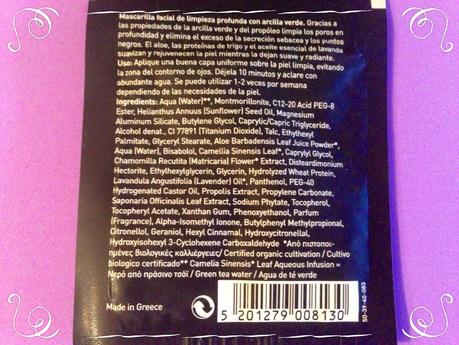 Mascarilla facial de limpieza profunda con arcilla verde. Gracias a
las propiedades de la arcilla verde y del propóleo limpia los poros en
profundidad y elimina el exceso de la secreción sebacea y los puntos
negros. El aloe, las proteinas de trigo y el aceite esencial de lavanda
suavizan y rejuvenecen la piel mientras la dejan suave y radiante.
Uso: Aplique una buena capa uniforme sobre la piel limpia, evitando
la zona del contorno de ojos. Déjela 10 minutos y aclare con
abundante agua. Se puede utilizar 1-2 veces por semana
dependiendo de las necesidades de la piel.
Ingredients: Aqua (Water)**, Montmorillonite, C12-20 Acid PEG-8
Ester, Helianthus Annuus (Sunflower) Seed Oil, Magnesium
Aluminum Silicate, Butylene Glycol, Caprylic/Capric Triglyceride,
Alcohol denat., CI 77891 (Titanium Dioxide), Talc, Ethylhexyl
Palmitate, Glyceryl Stearate, Aloe Barbadensis Leaf Juice Powder*,
Aqua (Water), Bisabolol, Camellia Sinensis Leaf*, Caprylyl Glycol,
Chamomilla Recutita (Matricaria) Flower* Extract, Disteardimonium
Hectorite, Ethylhexylglycerin, Glycerin, Hydrolyzed Wheat Protein,
Lavandula Angustifolia (Lavender) Oil*, Panthenol, PEG-40
Hydrogenated Castor Oil, Propolis Extract, Propylene Carbonate,
Saponaria Officinalis Leaf Extract, Sodium Phytate, Tocopherol,
Tocopheryl Acetate, Xanthan Gum, Phenoxyethanol, Parfum
(Fragrance), Alpha-Isomethyl Ionone, Butylphenyl Methylpropional,
Citronellol, Geraniol, Hexyl Cinnamal, Hydroxycitronellal,
Hydroxyisohexyl 3-Cyclohexene Carboxaldehyde *Από πιστοποι-
ημένες βιολογικές καλλιέργειες/ Certified organic cultivation / Cultivo
biologico certificado** Camelia Sinensis* Leaf Aqueous Infusion =
Νερό από πράσινο τσάι / Green tea water / Agua de té verde
Made in Greece
5 201279 008130
50-39-40-083